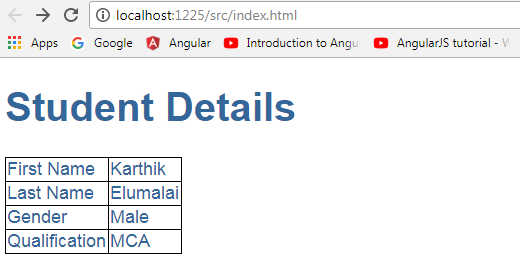 localhost:1225/src/index.html
Apps Google Angular Introduction to Angu AngularJS tutorial - W
Student Details
First Name Karthik
Last Name Elumalai
Gender Male
Qualification MCA